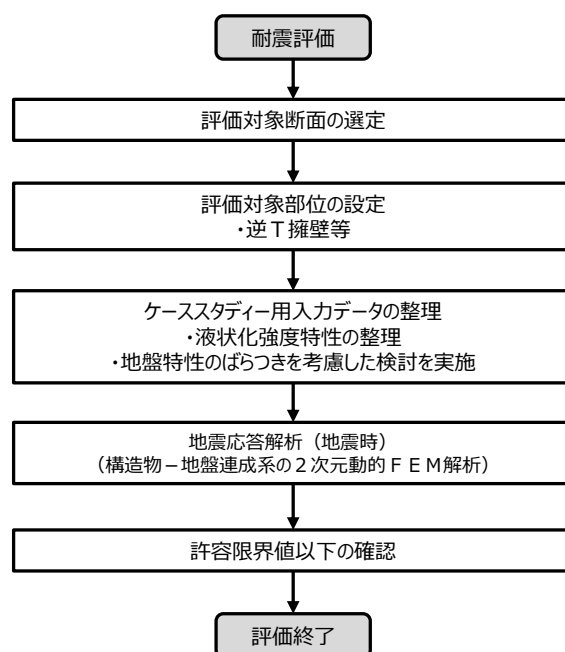 耐震評価
評価対象断面の選定
評価対象部位の設定
・逆T擁壁等
ケーススタディー用入力データの整理
・液状化強度特性の整理
・地盤特性のばらつきを考慮した検討を実施
地震応答解析（地震時）
（構造物－地盤連成系の２次元動的ＦＥＭ解析）
許容限界値以下の確認
評価終了